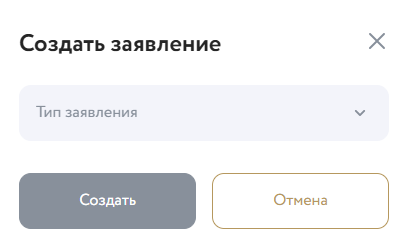 Создать заявление
Тип заявления
Создать
Отмена